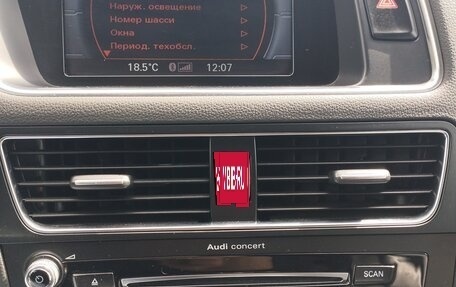 Наруж. освещение
Номер шасси
Окна
Период. техобсл.
18.5°C 12:07
Audi concert
SCAN